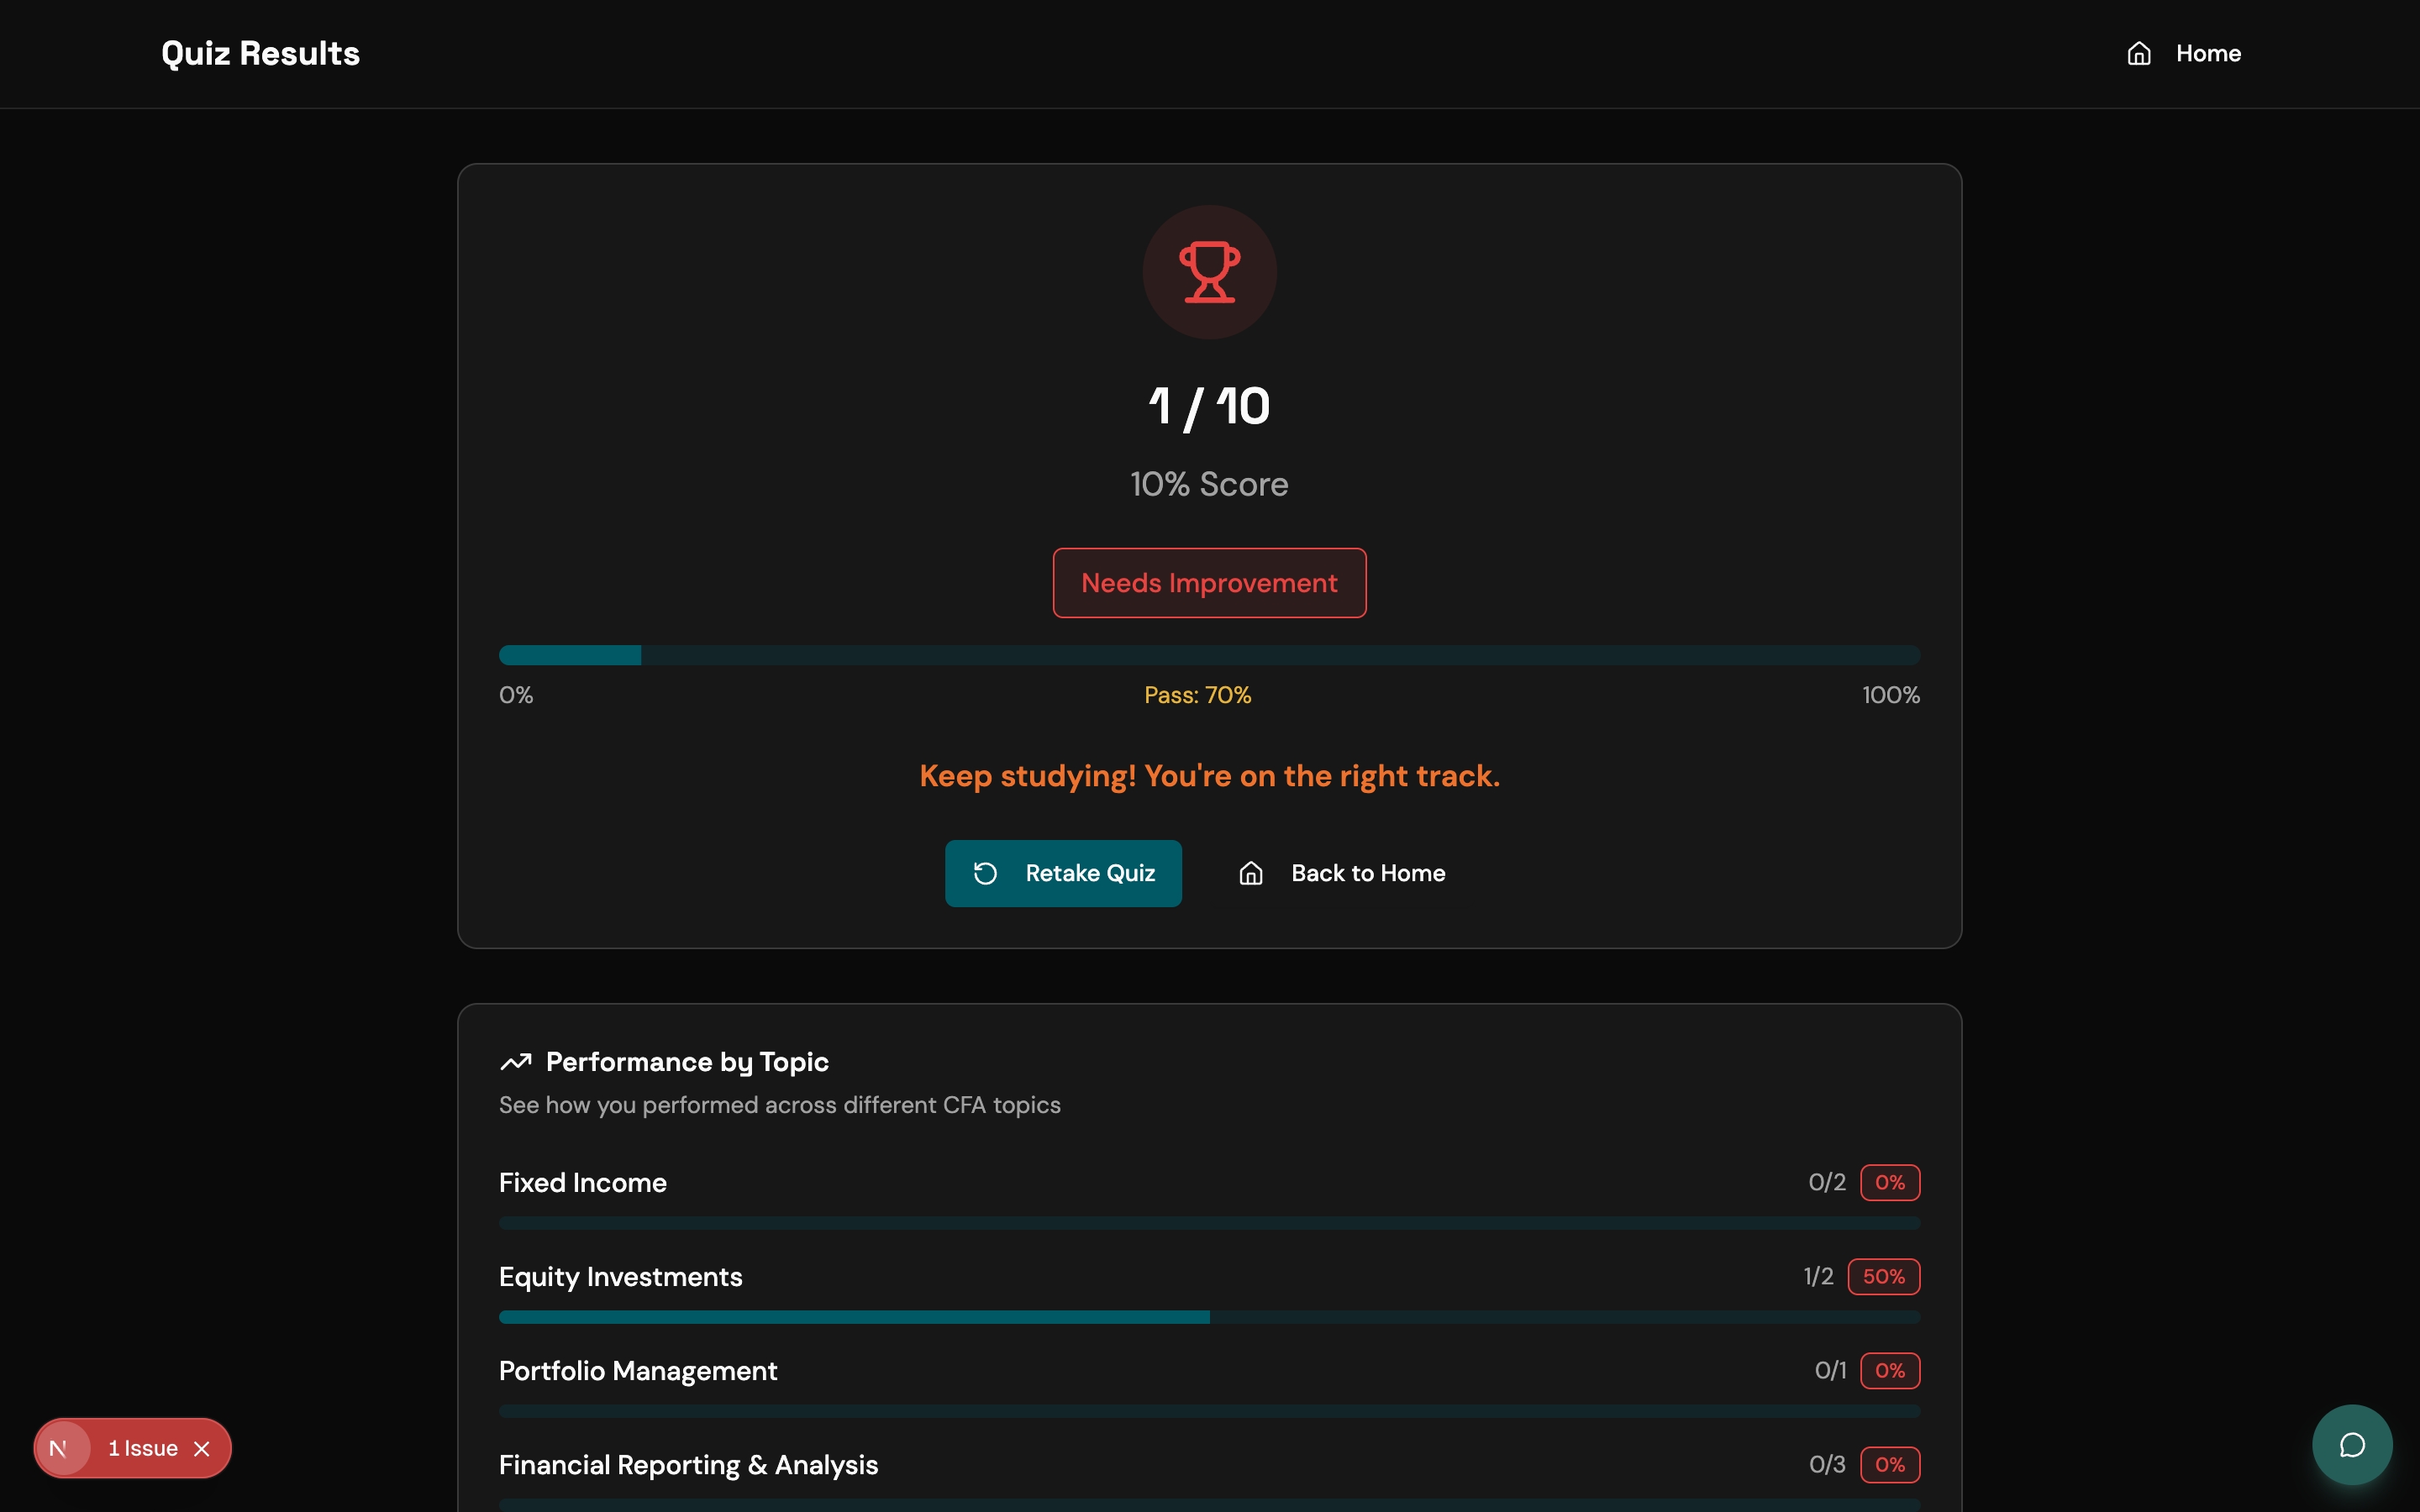 Quiz Results
Home
1 / 10
10% Score
Needs Improvement
0% Pass: 70% 100%
Keep studying! You're on the right track.
Retake Quiz Back to Home
Performance by Topic
See how you performed across different CFA topics
Fixed Income 0/2 0%
Equity Investments 1/2 50%
Portfolio Management 0/1 0%
N 1 Issue
Financial Reporting & Analysis 0/3 0%